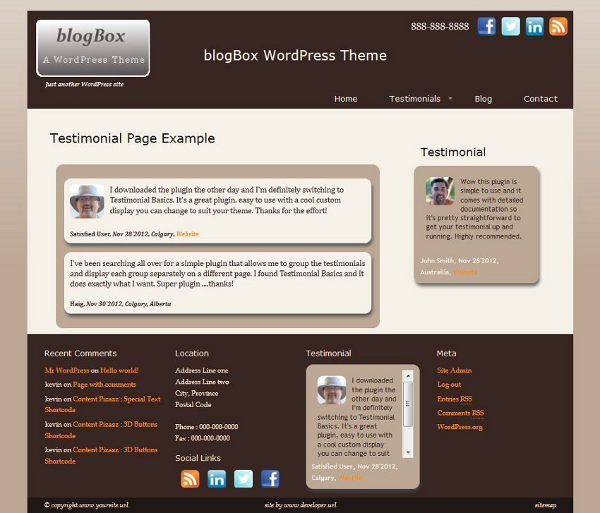 blogBox
A WordPress Theme
Just another WordPress site
888-888-8888
blogBox WordPress Theme
Home Testimonials Blog Contact
Testimonial Page Example
I downloaded the plugin the other day and I'm definitely switching to
Testimonial Basics. It's a great plugin. easy to use with a cool custom
display you can change to suit your theme. Thanks for the effort!
Satisfied User, Nov 28'2012, Calgary, Website
I've been searching all over for a simple plugin that allows me to group the testimonials
and display each group separately on a different page. I found Testimonial Basics and it
does exactly what I want. Super plugin ....thanks!
Haig, Nov 30'2012, Calgary, Alberta
Testimonial
Wow this plugin is
simple to use and it
comes with detailed
documentation so
it's pretty straightforward to
get your testimonial up and
running. Highly recommended.
John Smith, Nov 28'2012,
Australia,
Recent Comments
Mr WordPress on Hello world!
kevin on Page with comments
kevin on Content Pizazz : Special Text
Shortcode
kevin on Content Pizazz : 3D Buttons
Shortcode
kevin on Content Pizazz : 3D Buttons
Shortcode
Location
Address Line one
Address Line two
City, Province
Postal Code
Phone : 000-000-0000
Fax : 000-000-0000
Social Links
Testimonial
I downloaded
the plugin the
other day and
I'm definitely
switching to Testimonial
Basics. It's a great
plugin, easy to use with
a cool custom display
you can change to suit
Satisfied User, Nov 28'2012,
Calgary,
Meta
Site Admin
Log out
Entries RSS
Comments RSS
WordPress.org
© copyright www.yoursite.url
site by www.developer.url
sitemap